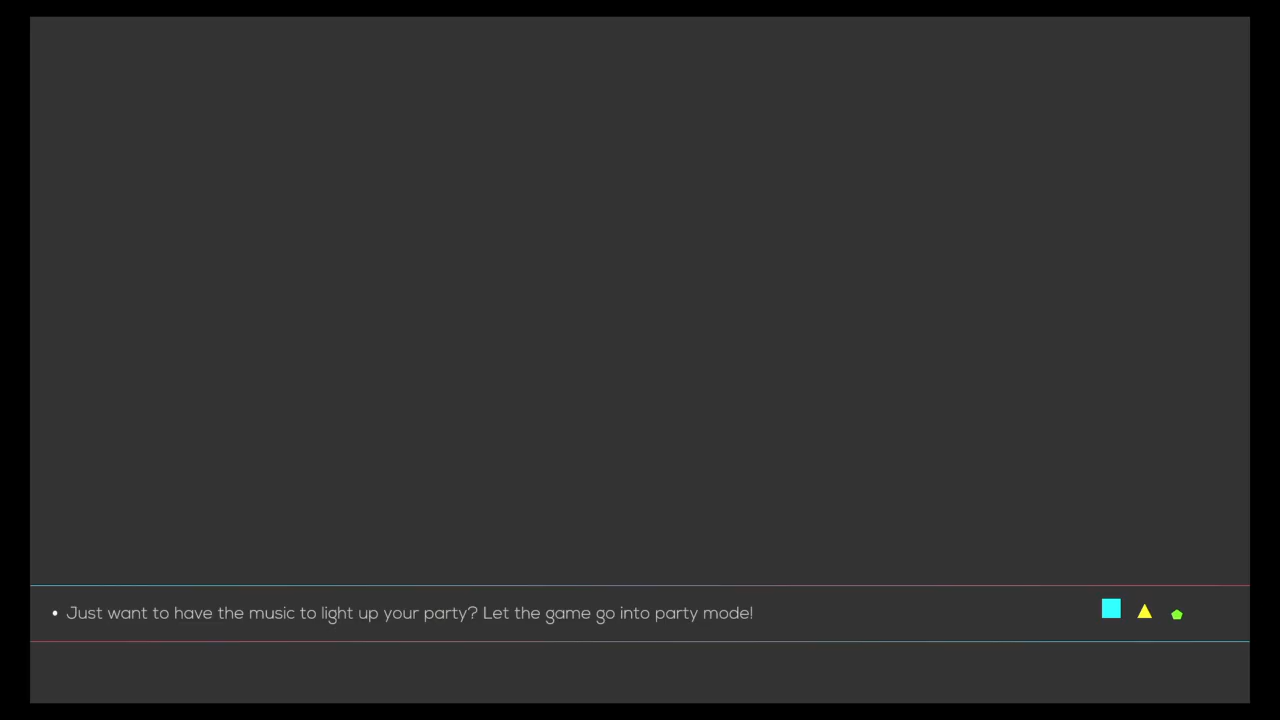 • Just want to have the music to light up your party? Let the game go into party mode!